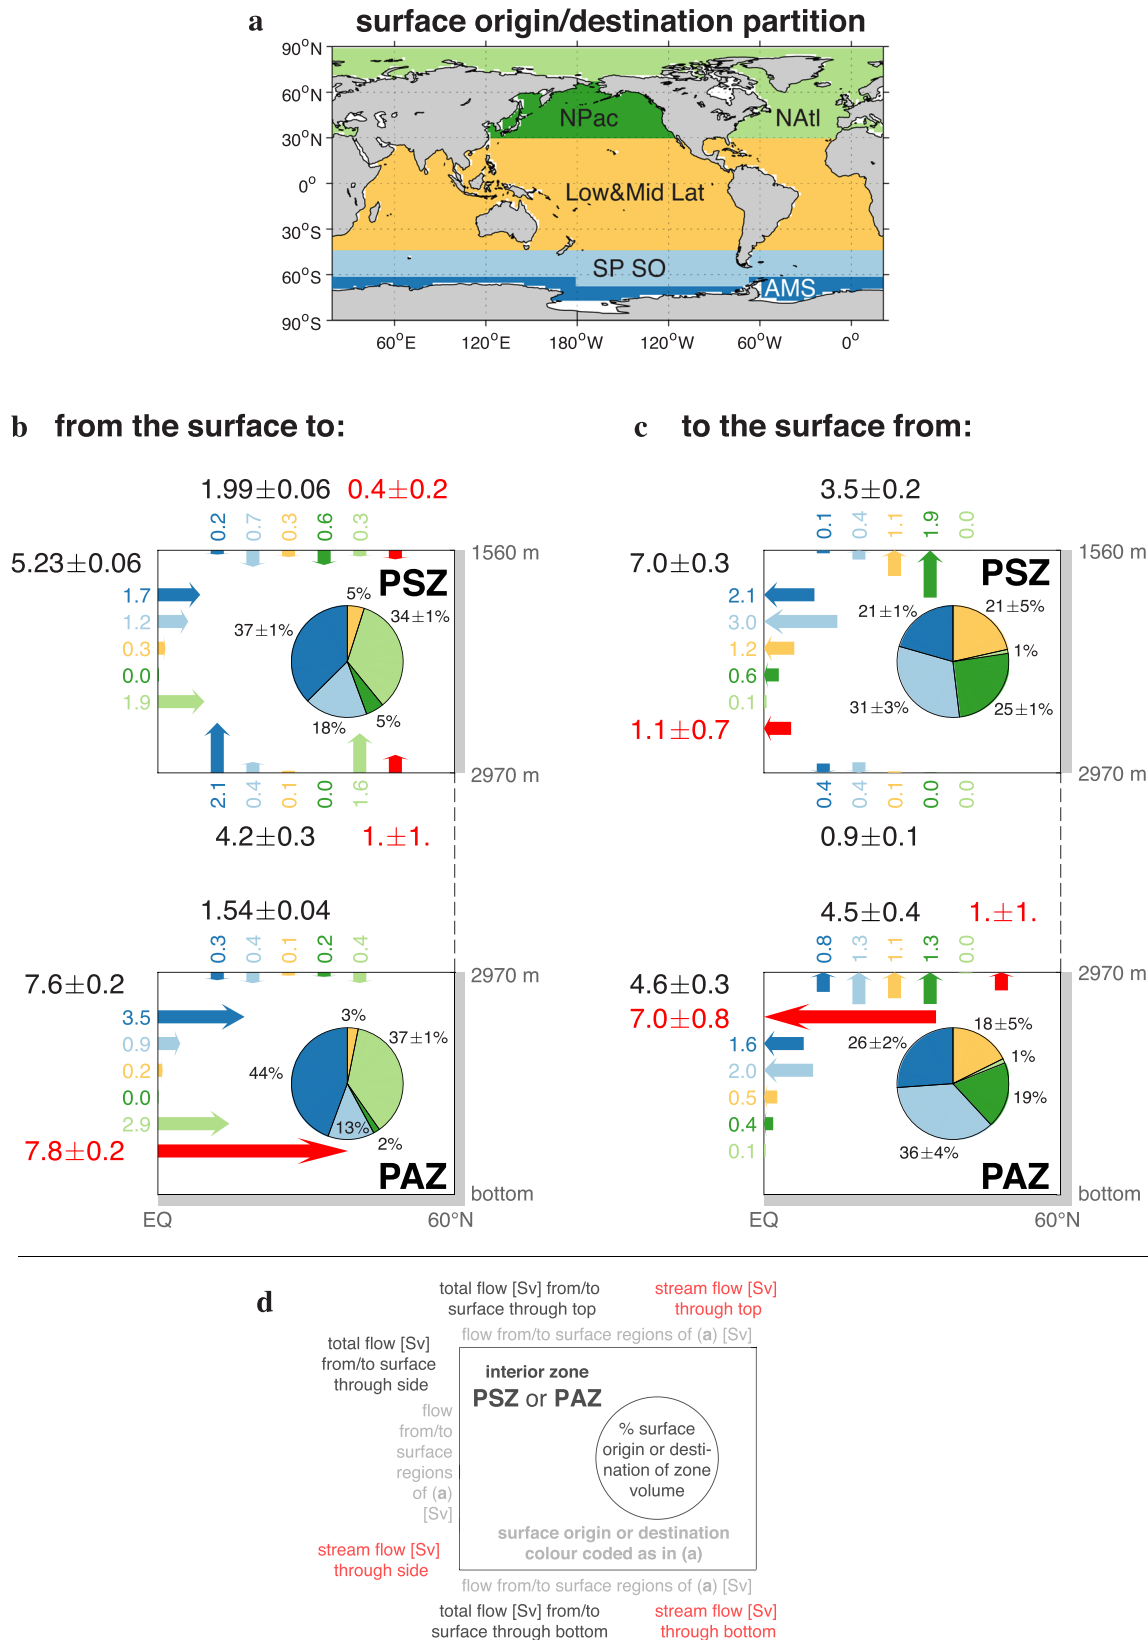 a surface origin/destination partition
90°N
60°N
30°N
0°
30°S
60°S
90°S
NPac
NAtl
Low&Mid Lat
SP SO
AMS
60°E 120°E 180°W 120°W 60°W 0°
b from the surface to:
1.99±0.06 0.4±0.2
0.2 0.7 0.3 0.6 0.3
5.23±0.06
1560 m
PSZ
1.7
1.2
0.3
0.0
1.9
5%
34±1%
37±1%
18%
5%
2970 m
2.1 0.4 0.1 0.0 1.6
4.2±0.3 1.±1.
1.54±0.04
0.3 0.4 0.1 0.2 0.4
7.6±0.2
2970 m
3.5
0.9
0.2
0.0
2.9
7.8±0.2
3%
37±1%
44%
13%
2%
PAZ
bottom
EQ 60°N
c to the surface from:
3.5±0.2
0.1 0.4 1.1 1.9 0.0
7.0±0.3
1560 m
PSZ
2.1
3.0
1.2
0.6
0.1
1.1±0.7
21±1%
21±5%
1%
31±3%
25±1%
2970 m
0.4 0.4 0.1 0.0 0.0
0.9±0.1
4.5±0.4 1.±1.
0.8 1.3 1.1 1.3 0.0
4.6±0.3
2970 m
7.0±0.8
1.6
2.0
0.5
0.4
0.1
18±5%
26±2%
1%
19%
36±4%
PAZ
bottom
EQ 60°N
d
total flow [Sv] from/to
surface through top
stream flow [Sv]
through top
flow from/to surface regions of (a) [Sv]
total flow [Sv]
from/to surface
through side
interior zone
PSZ or PAZ
flow
from/to
surface
regions
of (a)
[Sv]
% surface
origin or desti-
nation of zone
volume
surface origin or destination
colour coded as in (a)
stream flow [Sv]
through side
flow from/to surface regions of (a) [Sv]
total flow [Sv] from/to
surface through bottom
stream flow [Sv]
through bottom